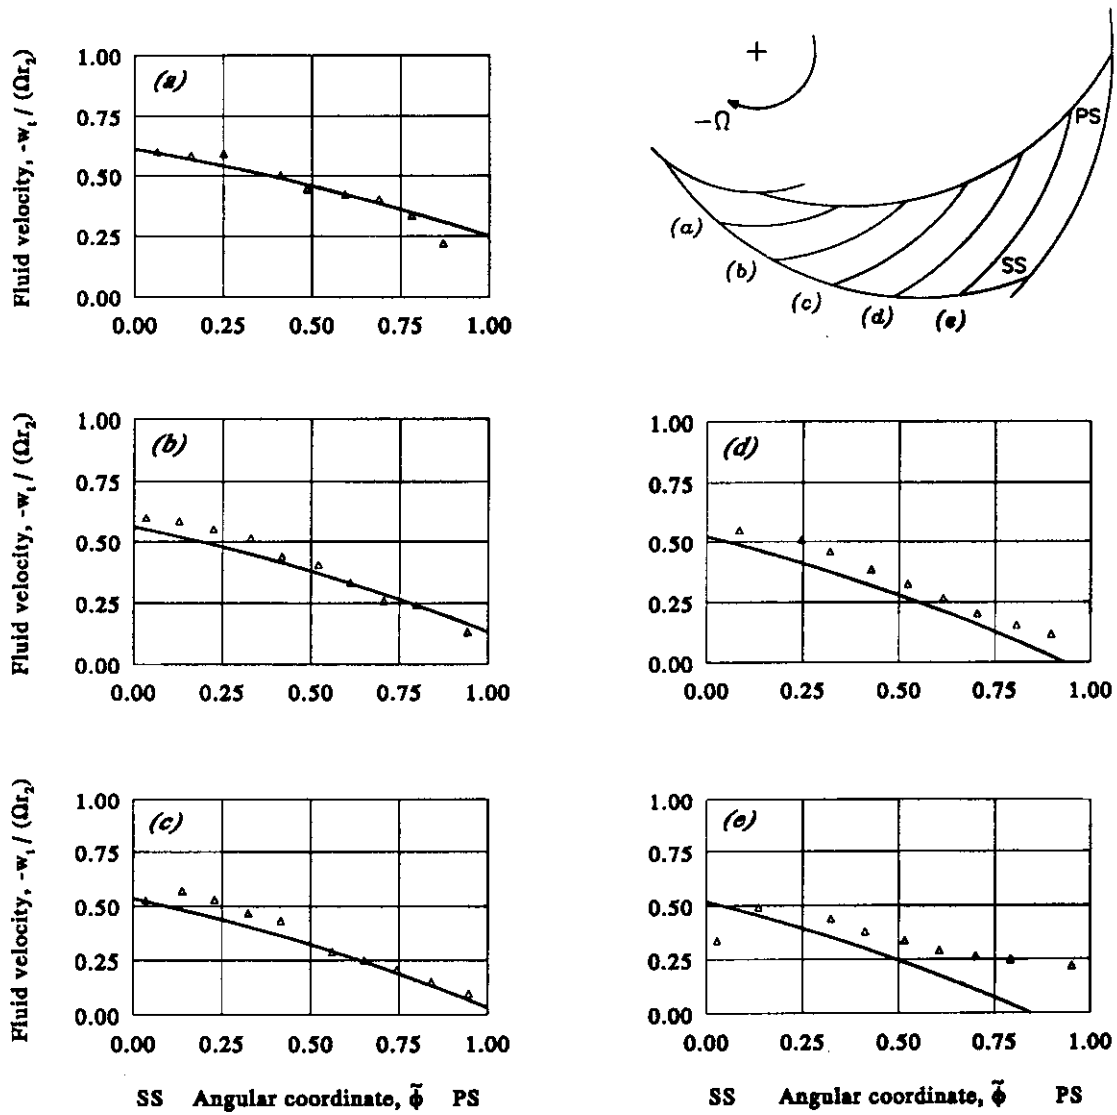 Fluid velocity, -w_t / (Ωr_2)
(a)
1.00
0.75
0.50
0.25
0.00
0.00 0.25 0.50 0.75 1.00
+
-Ω
PS
SS
(a)
(b)
(c)
(d)
(e)
Fluid velocity, -w_t / (Ωr_2)
(b)
1.00
0.75
0.50
0.25
0.00
0.00 0.25 0.50 0.75 1.00
(d)
1.00
0.75
0.50
0.25
0.00
0.00 0.25 0.50 0.75 1.00
Fluid velocity, -w_t / (Ωr_2)
(c)
1.00
0.75
0.50
0.25
0.00
0.00 0.25 0.50 0.75 1.00
SS Angular coordinate, φ̃ PS
(e)
1.00
0.75
0.50
0.25
0.00
0.00 0.25 0.50 0.75 1.00
SS Angular coordinate, φ̃ PS